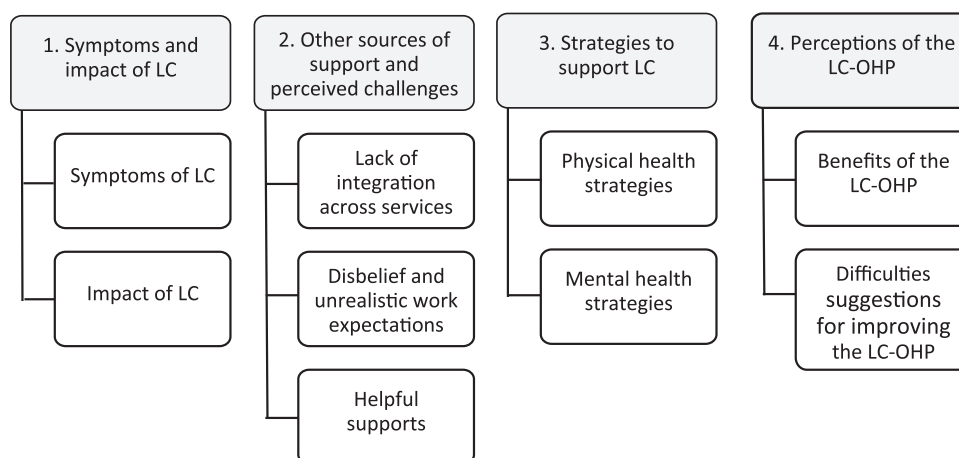 1. Symptoms and
impact of LC
Symptoms of LC
Impact of LC
2. Other sources of
support and
perceived challenges
Lack of
integration
across services
Disbelief and
unrealistic work
expectations
Helpful
supports
3. Strategies to
support LC
Physical health
strategies
Mental health
strategies
4. Perceptions of the
LC-OHP
Benefits of the
LC-OHP
Difficulties
suggestions
for improving
the LC-OHP